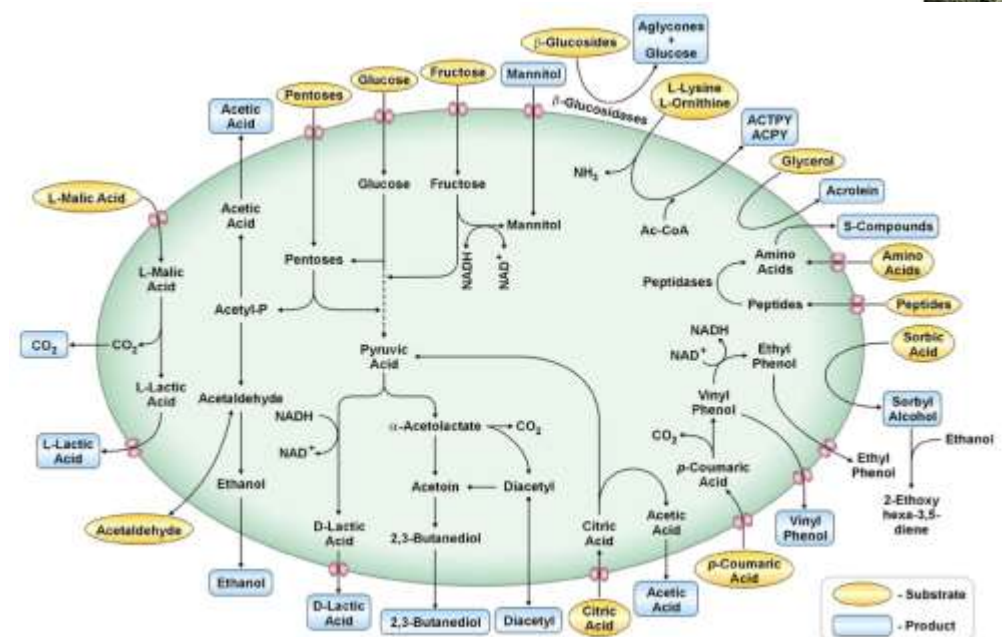 β-Glucosides
Aglycones
+
Glucose
Pentoses
Glucose
Fructose
Mannitol
β-Glucosidases
L-Lysine
L-Ornithine
Acetic
Acid
ACTPY
ACPY
Glycerol
NH₃
Acrolein
L-Malic Acid
Glucose
Fructose
Acetic
Acid
Mannitol
Ac-CoA
S-Compounds
Pentoses
NADH
NAD⁺
Amino
Acids
Amino
Acids
L-Malic
Acid
Peptidases
Acetyl-P
Peptides
Peptides
CO₂
CO₂
Pyruvic
Acid
NADH
NAD⁺
Ethyl
Phenol
Sorbic
Acid
L-Lactic
Acid
Acetaldehyde
NADH
NAD⁺
α-Acetolactate
CO₂
Vinyl
Phenol
Sorbyl
Alcohol
L-Lactic
Acid
CO₂
p-Coumaric
Acid
Ethanol
Ethyl
Phenol
Ethanol
Acetoin
Diacetyl
2-Ethoxy
hexa-3,5-
diene
Acetaldehyde
D-Lactic
Acid
2,3-Butanediol
Citric
Acid
Acetic
Acid
Vinyl
Phenol
Ethanol
p-Coumaric
Acid
D-Lactic
Acid
2,3-Butanediol
Diacetyl
Citric
Acid
Acetic
Acid
- Substrate
- Product